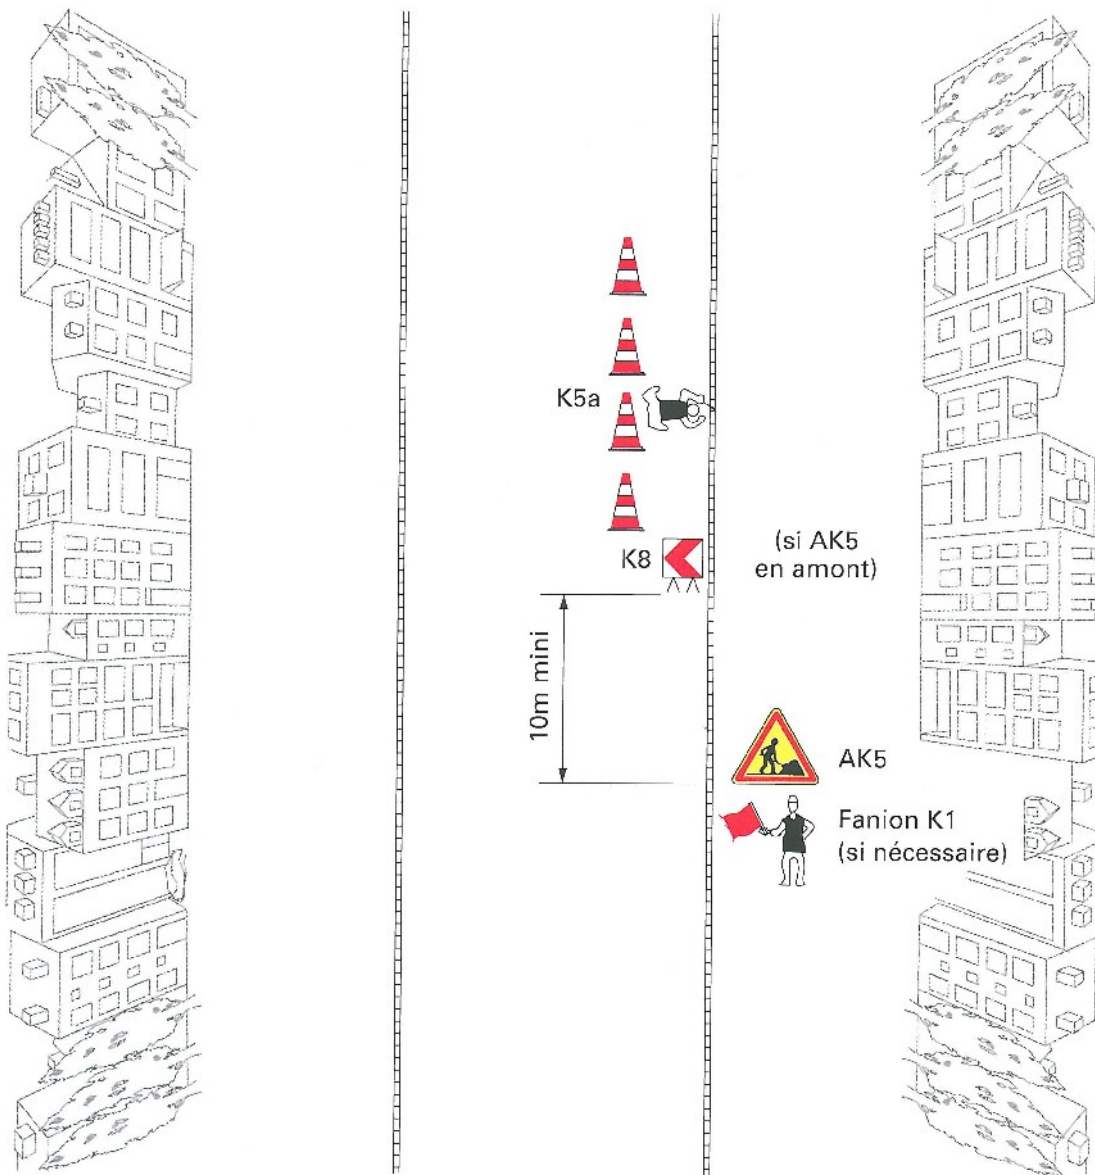 K5a
K8
(si AK5
en amont)
10m mini
AK5
Fanion K1
(si nécessaire)